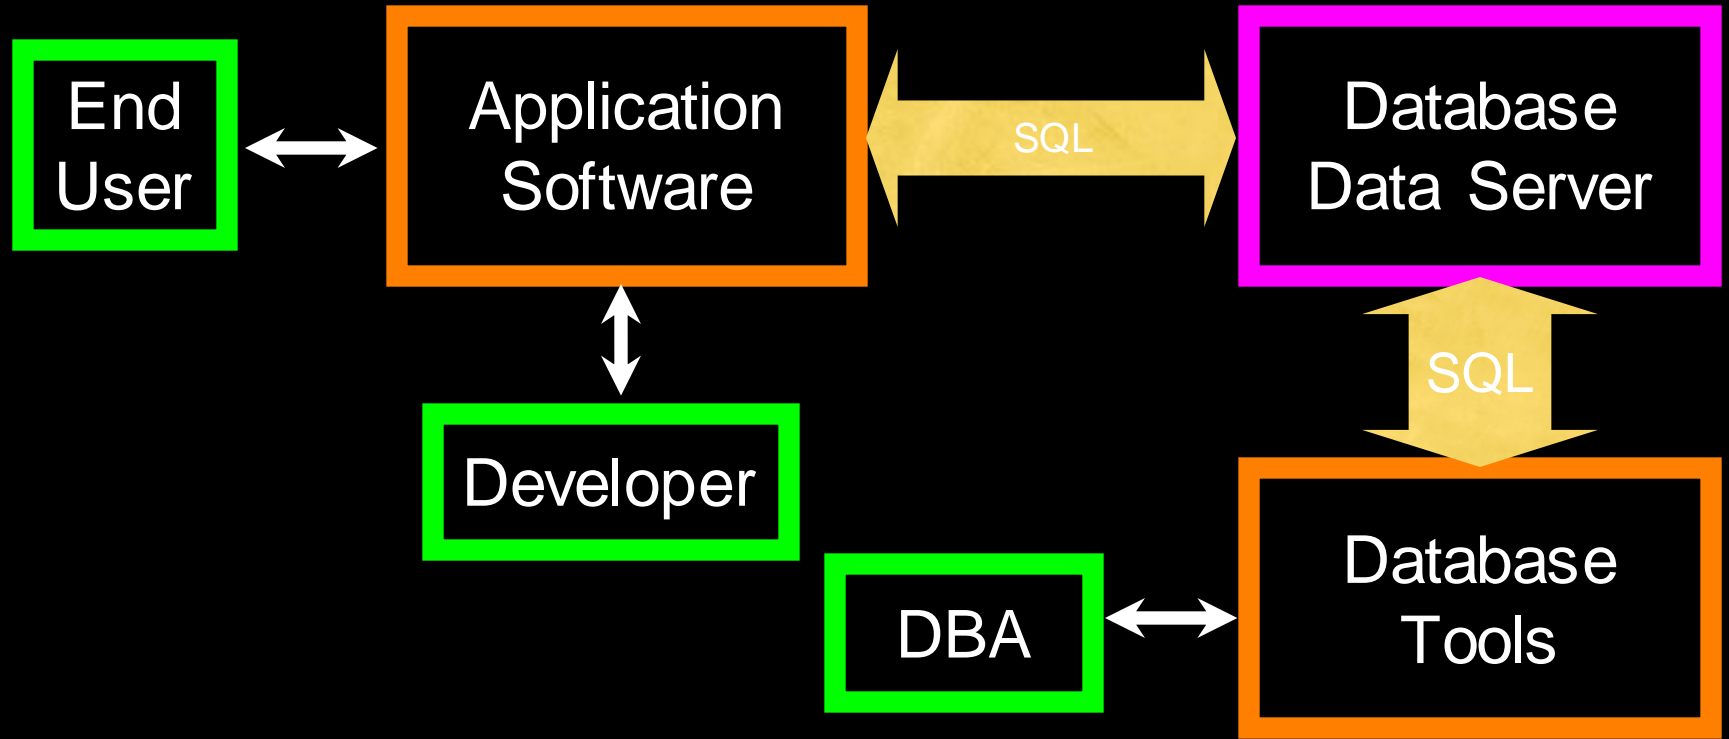 End
User
Application
Software
SQL
Database
Data Server
SQL
Developer
DBA
Database
Tools